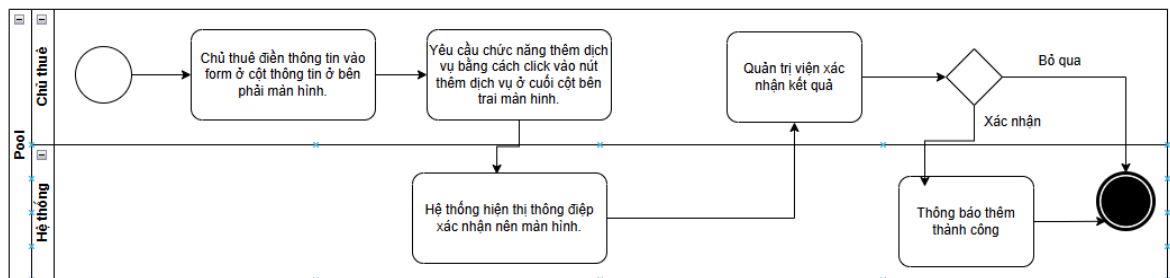 Pool
Chủ thuê
Chủ thuê điền thông tin vào
form ở cột thông tin ở bên
phải màn hình.
Yêu cầu chức năng thêm dịch
vụ bằng cách click vào nút
thêm dịch vụ ở cuối cột bên
trai màn hinh.
Quản trị viện xác
nhận kết quả
Bỏ qua
Xác nhận
Hệ thống
Hệ thống hiện thị thông điệp
xác nhận nên màn hình.
Thông báo thêm
thành công